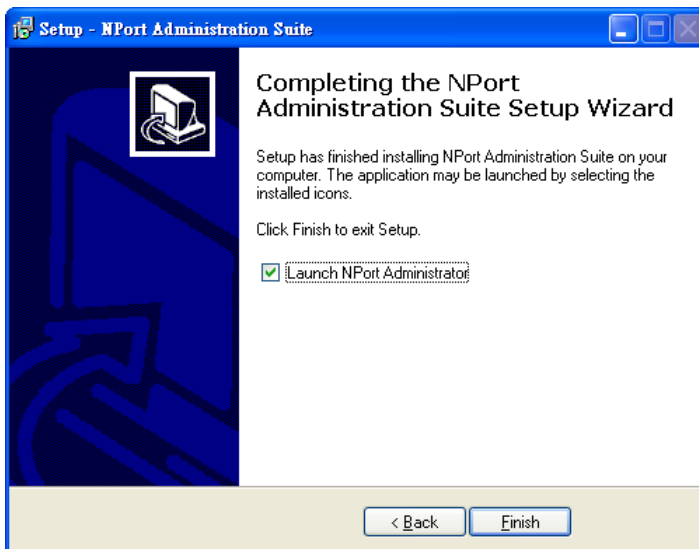 Setup - NPort Administration Suite
Completing the NPort
Administration Suite Setup Wizard
Setup has finished installing NPort Administration Suite on your
computer. The application may be launched by selecting the
installed icons.
Click Finish to exit Setup.
Launch NPort Administrator
< Back
Finish